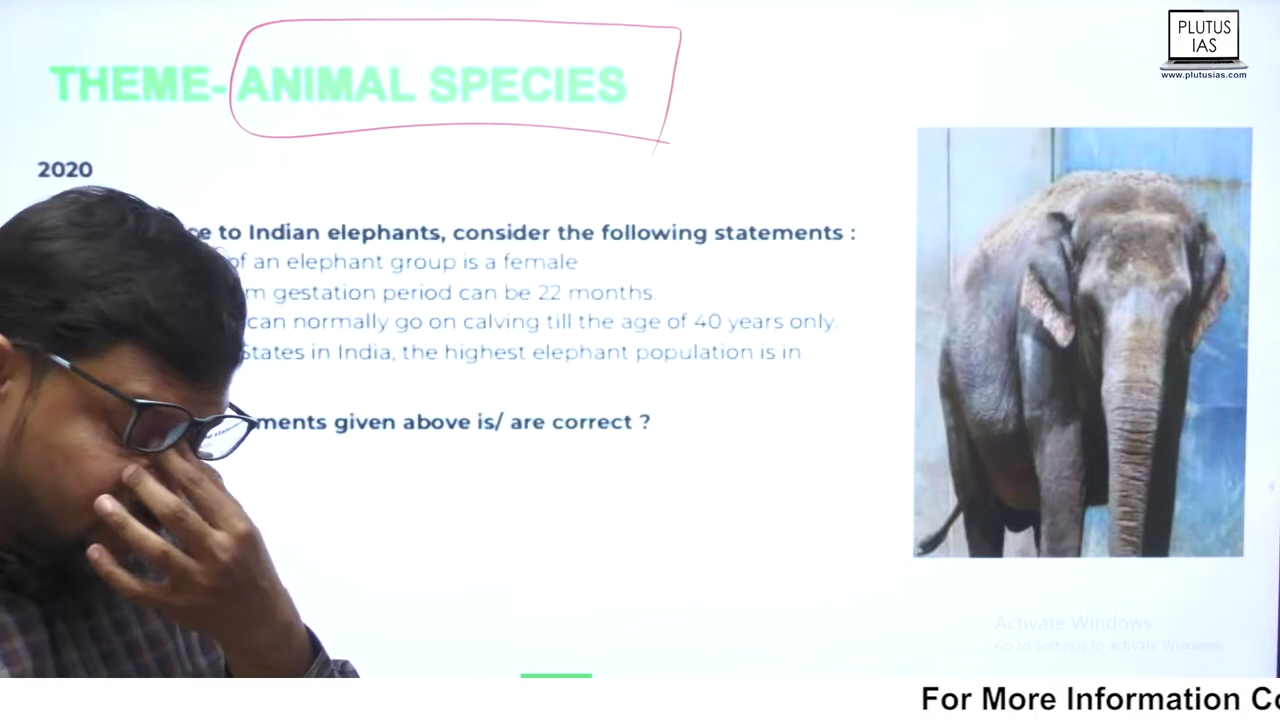 PLUTUS
IAS
www.plutusias.com
THEME- ANIMAL SPECIES
2020
to Indian elephants, consider the following statements :
of an elephant group is a female
gestation period can be 22 months.
can normally go on calving till the age of 40 years only.
States in India, the highest elephant population is in
given above is/ are correct ?
Activate Windows
Go to Settings to activate Windows.
For More Information